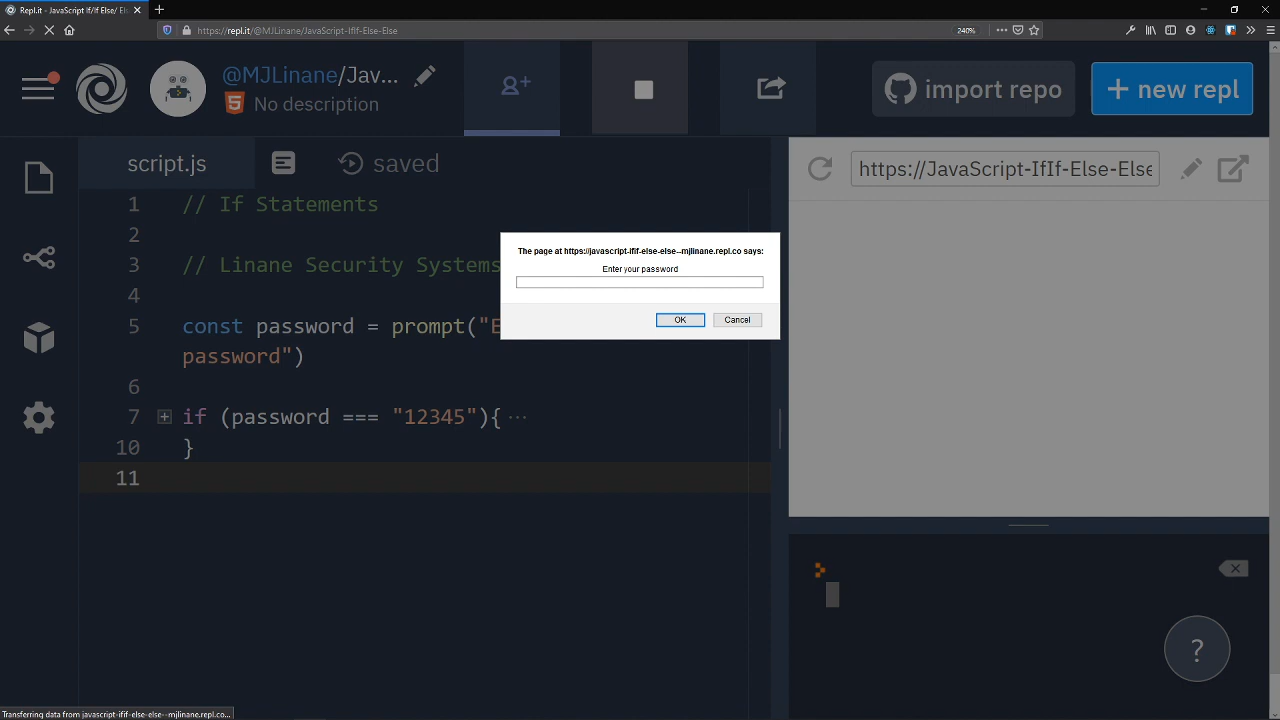 Repl.it - JavaScript If/If Else/ Els
https://repl.it/@MJLinane/JavaScript-IfIf-Else-Else
240%
@MJLinane/Jav...
No description
import repo
+ new repl
script.js
saved
https://JavaScript-IfIf-Else-Else
1 // If Statements
2
3 // Linane Security Systems
4
5 const password = prompt("E
password")
6
7 if (password === "12345"){ ···
10 }
11
The page at https://javascript-ifif-else-else--mjlinane.repl.co says:
Enter your password
OK
Cancel
?
Transferring data from javascript-ifif-else-else--mjlinane.repl.co...